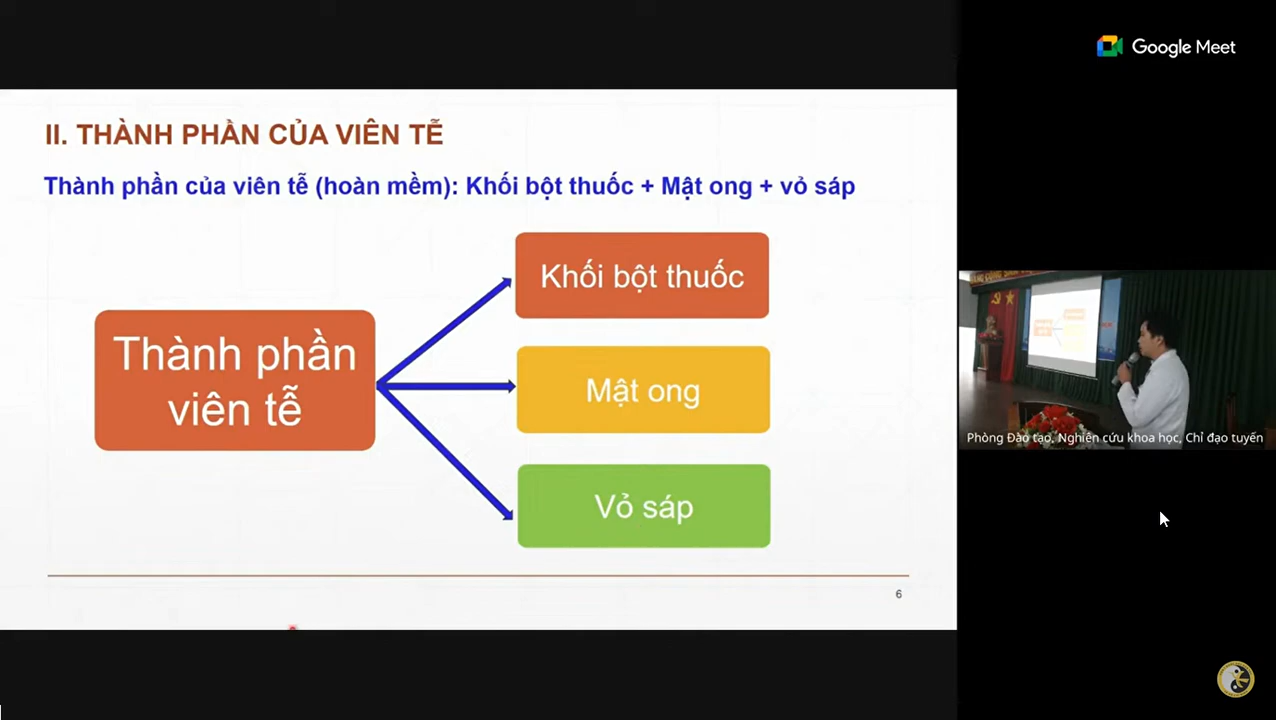 Google Meet
II. THÀNH PHẦN CỦA VIÊN TỄ
Thành phần của viên tễ (hoàn mềm): Khối bột thuốc + Mật ong + vỏ sáp
Thành phần
viên tễ
Khối bột thuốc
Mật ong
Vỏ sáp
6
Phòng Đào tạo, Nghiên cứu khoa học, Chỉ đạo tuyến